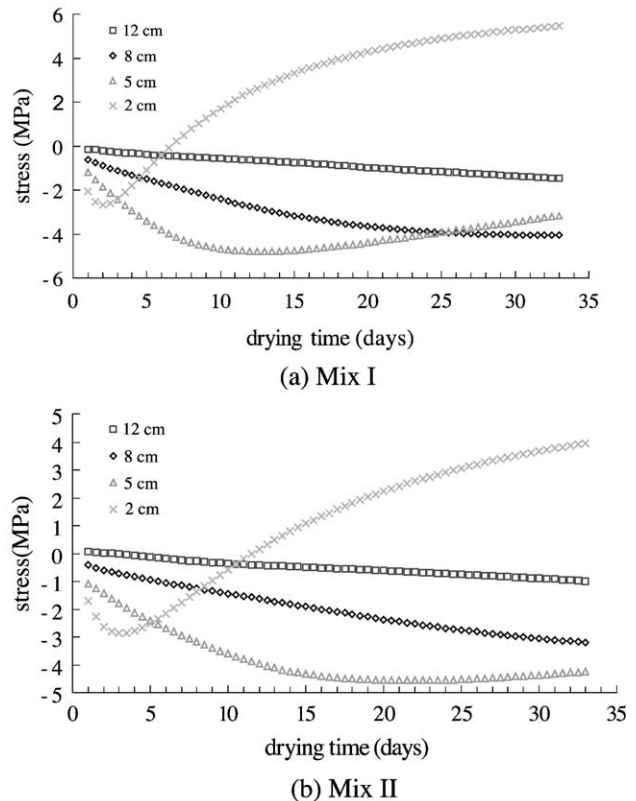 6
4
2
0
-2
-4
-6
stress (MPa)
12 cm
8 cm
5 cm
2 cm
0 5 10 15 20 25 30 35
drying time (days)
(a) Mix I
5
4
3
2
1
0
-1
-2
-3
-4
-5
stress(MPa)
12 cm
8 cm
5 cm
2 cm
0 5 10 15 20 25 30 35
drying time (days)
(b) Mix II